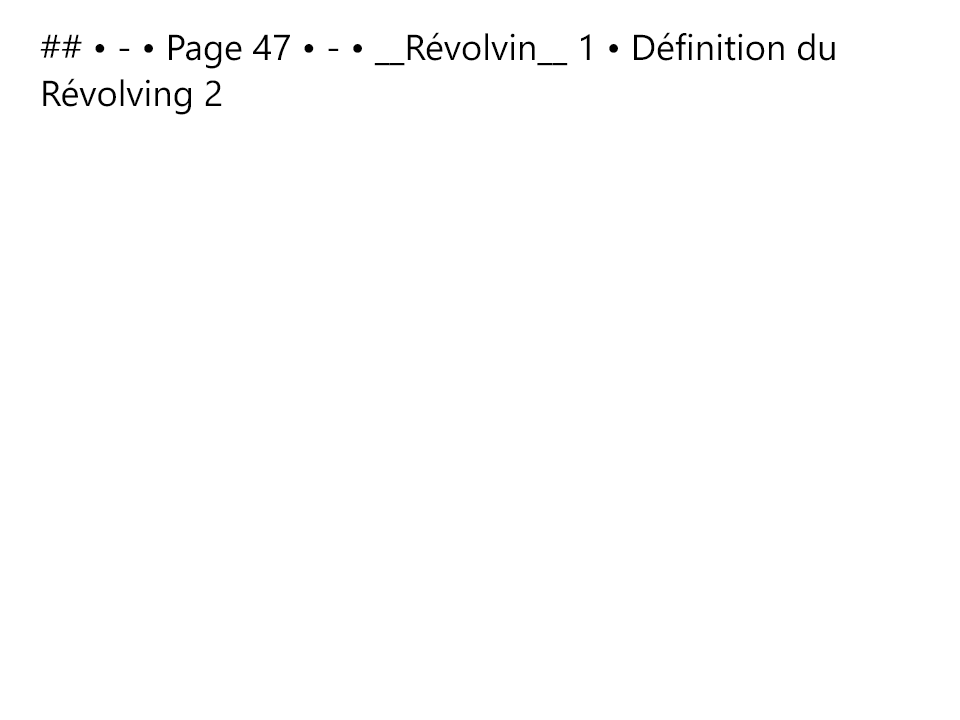 ## • - • Page 47 • - • __Révolvin__ 1 • Définition du
Révolving 2